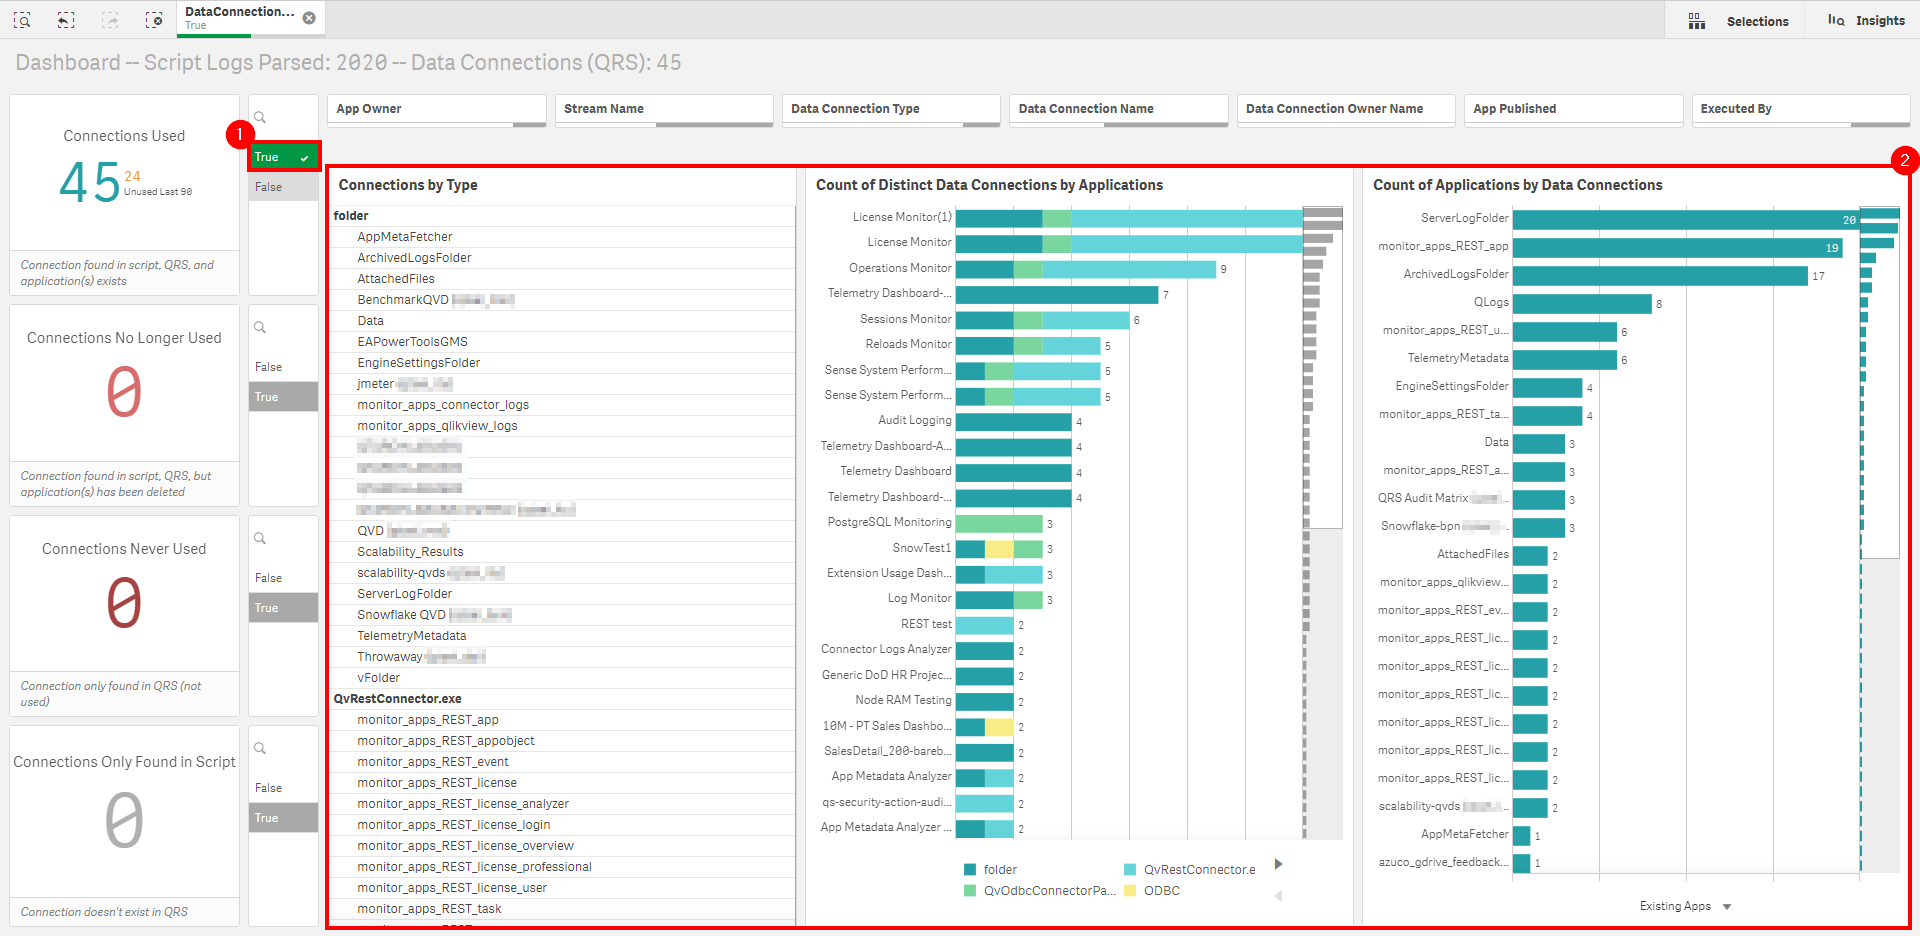 DataConnection...
True
Selections
Insights
Dashboard -- Script Logs Parsed: 2020 -- Data Connections (QRS): 45
Connections Used
45
24
Unused Last 90
Connection found in script, QRS, and
application(s) exists
Connections No Longer Used
0
Connection found in script, QRS, but
application(s) has been deleted
Connections Never Used
0
Connection only found in QRS (not
used)
Connections Only Found in Script
0
Connection doesn't exist in QRS
1
True
False
False
True
False
True
False
True
App Owner
Stream Name
Data Connection Type
Data Connection Name
Data Connection Owner Name
App Published
Executed By
2
Connections by Type
folder
AppMetaFetcher
ArchivedLogsFolder
AttachedFiles
BenchmarkQVD
Data
EAPowerToolsGMS
EngineSettingsFolder
jmeter
monitor_apps_connector_logs
monitor_apps_qlikview_logs
QVD
Scalability_Results
scalability-qvds
ServerLogFolder
Snowflake QVD
TelemetryMetadata
Throwaway
vFolder
QvRestConnector.exe
monitor_apps_REST_app
monitor_apps_REST_appobject
monitor_apps_REST_event
monitor_apps_REST_license
monitor_apps_REST_license_analyzer
monitor_apps_REST_license_login
monitor_apps_REST_license_overview
monitor_apps_REST_license_professional
monitor_apps_REST_license_user
monitor_apps_REST_task
Count of Distinct Data Connections by Applications
License Monitor(1)
License Monitor
Operations Monitor 9
Telemetry Dashboard-... 7
Sessions Monitor 6
Reloads Monitor 5
Sense System Perform... 5
Sense System Perform... 5
Audit Logging 4
Telemetry Dashboard-A... 4
Telemetry Dashboard 4
Telemetry Dashboard-... 4
PostgreSQL Monitoring 3
SnowTest1 3
Extension Usage Dash... 3
Log Monitor 3
REST test 2
Connector Logs Analyzer 2
Generic DoD HR Projec... 2
Node RAM Testing 2
10M - PT Sales Dashbo... 2
SalesDetail_200-bareb... 2
App Metadata Analyzer 2
qs-security-action-audi... 2
App Metadata Analyzer ... 2
folder
QvRestConnector.e
QvOdbcConnectorPa...
ODBC
Count of Applications by Data Connections
ServerLogFolder 20
monitor_apps_REST_app 19
ArchivedLogsFolder 17
QLogs 8
monitor_apps_REST_u... 6
TelemetryMetadata 6
EngineSettingsFolder 4
monitor_apps_REST_ta... 4
Data 3
monitor_apps_REST_a... 3
QRS Audit Matrix 3
Snowflake-bpn 3
AttachedFiles 2
monitor_apps_qlikview... 2
monitor_apps_REST_ev... 2
monitor_apps_REST_lic... 2
monitor_apps_REST_lic... 2
monitor_apps_REST_lic... 2
monitor_apps_REST_lic... 2
monitor_apps_REST_lic... 2
monitor_apps_REST_lic... 2
scalability-qvds 2
AppMetaFetcher 1
azuco_gdrive_feedback... 1
Existing Apps